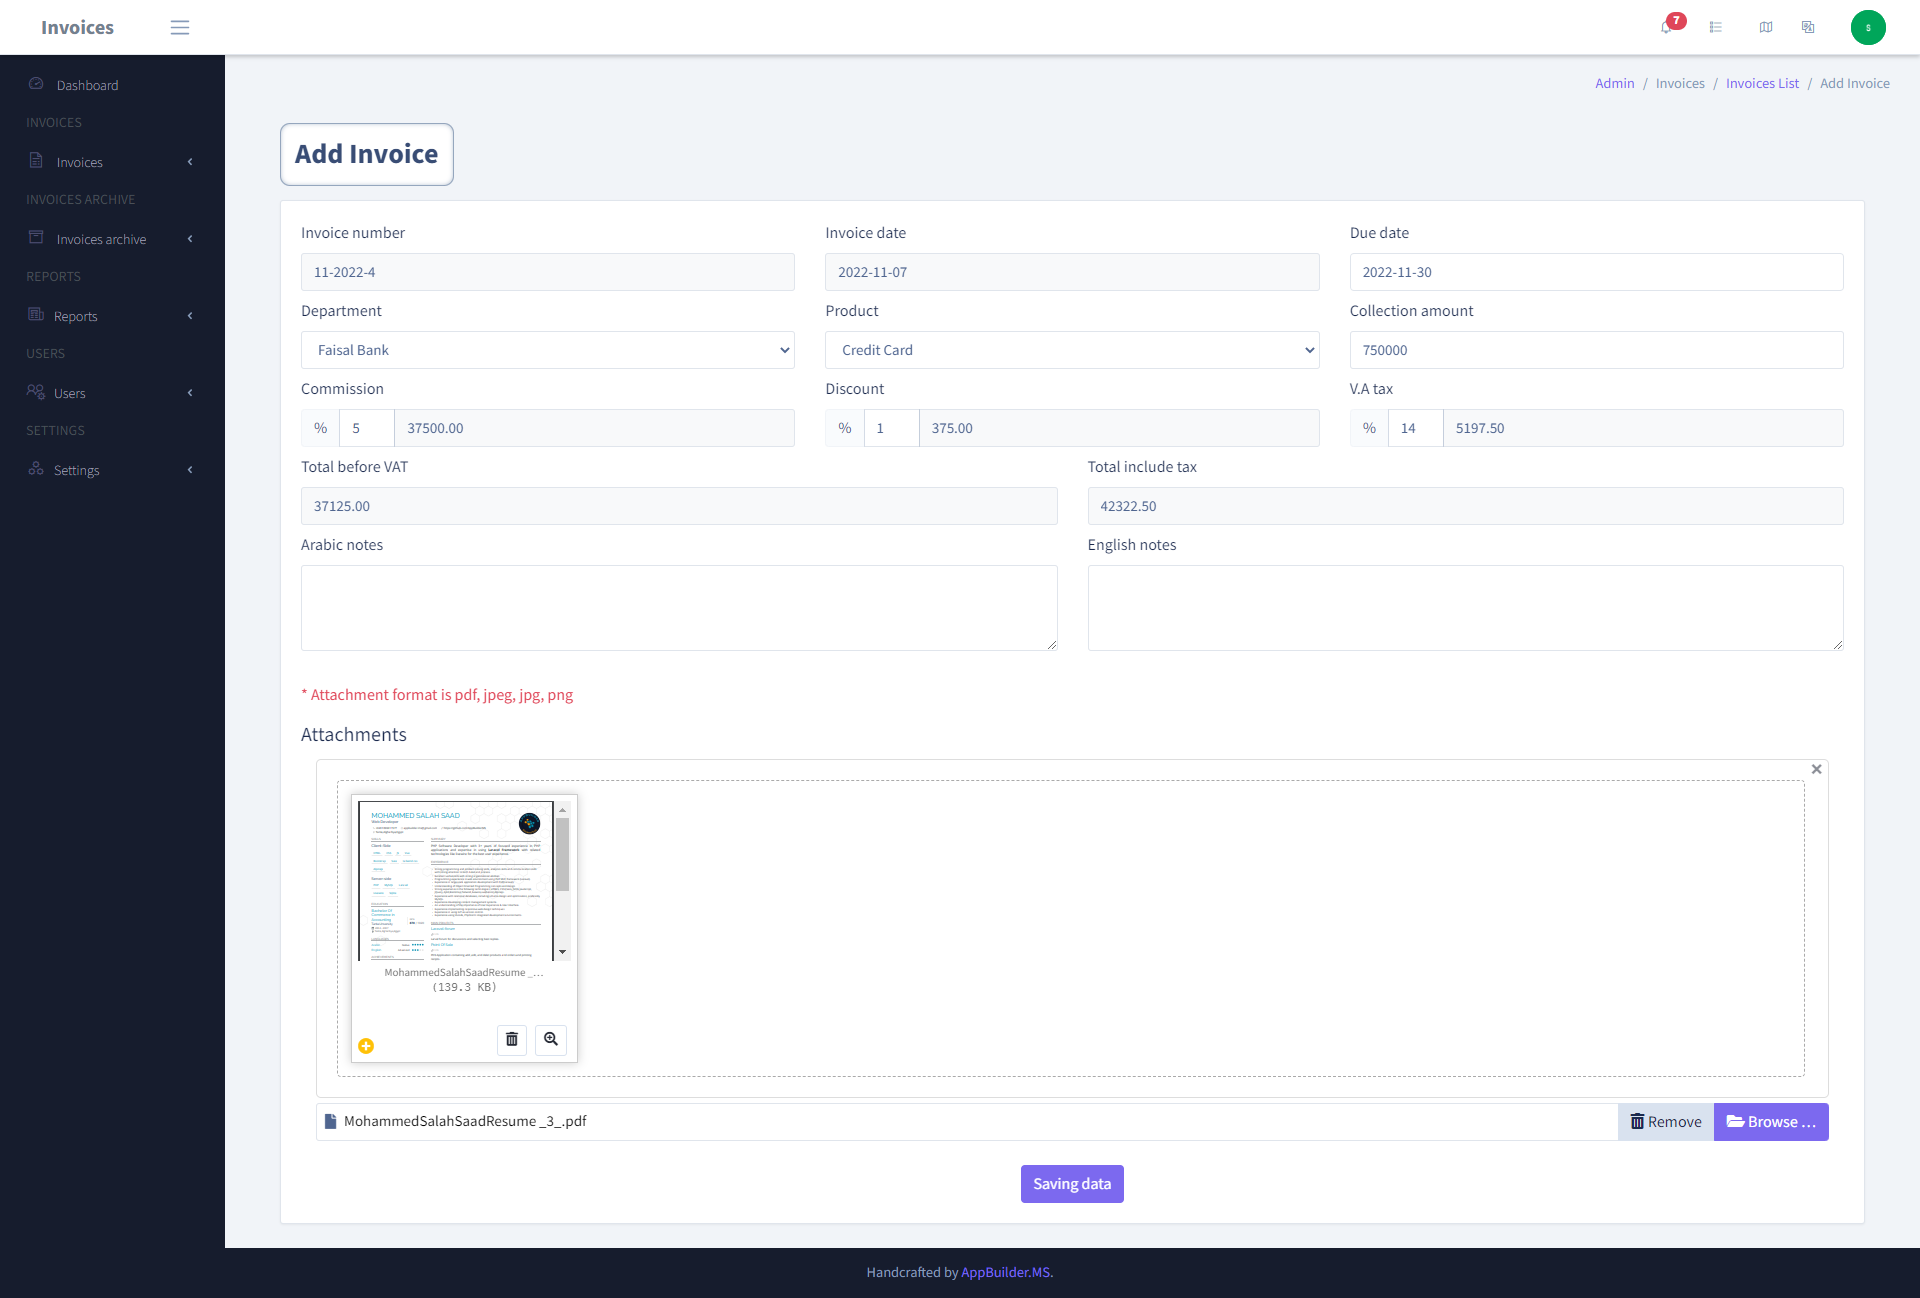 Invoices
7
S
Admin / Invoices / Invoices List / Add Invoice
Dashboard
INVOICES
Invoices
INVOICES ARCHIVE
Invoices archive
REPORTS
Reports
USERS
Users
SETTINGS
Settings
Add Invoice
Invoice number
Invoice date
Due date
11-2022-4
2022-11-07
2022-11-30
Department
Product
Collection amount
Faisal Bank
Credit Card
750000
Commission
Discount
V.A tax
% 5 37500.00
% 1 375.00
% 14 5197.50
Total before VAT
Total include tax
37125.00
42322.50
Arabic notes
English notes
* Attachment format is pdf, jpeg, jpg, png
Attachments
MOHAMMED SALAH SAAD
Web Developer
MohammedSalahSaadResume _...
(139.3 KB)
MohammedSalahSaadResume _3_.pdf
Remove
Browse ...
Saving data
Handcrafted by AppBuilder.MS.